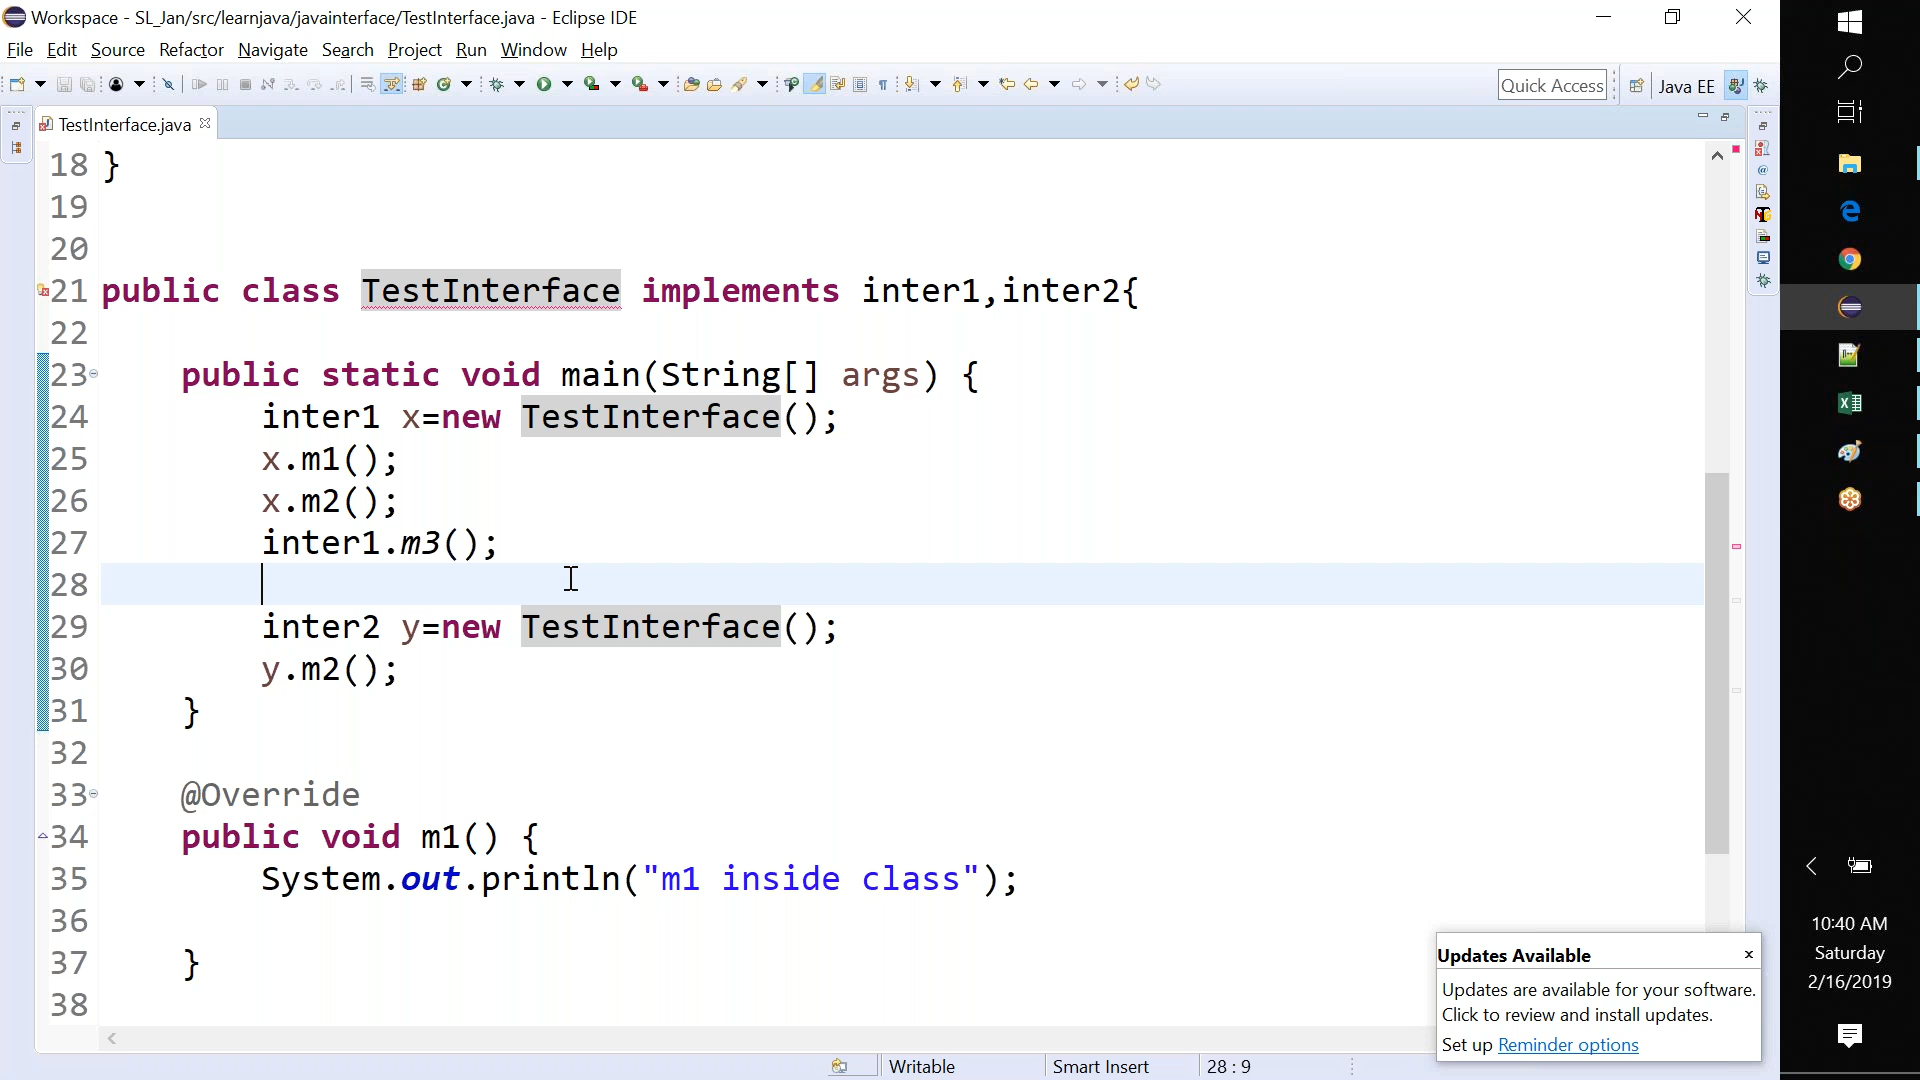 Workspace - SL_Jan/src/learnjava/javainterface/TestInterface.java - Eclipse IDE
File Edit Source Refactor Navigate Search Project Run Window Help
Quick Access Java EE
TestInterface.java
18 }
19
20
21 public class TestInterface implements inter1,inter2{
22
23 public static void main(String[] args) {
24 inter1 x=new TestInterface();
25 x.m1();
26 x.m2();
27 inter1.m3();
28
29 inter2 y=new TestInterface();
30 y.m2();
31 }
32
33 @Override
34 public void m1() {
35 System.out.println("m1 inside class");
36
37 }
38
Updates Available
Updates are available for your software.
Click to review and install updates.
Set up Reminder options
Writable Smart Insert 28 : 9
10:40 AM
Saturday
2/16/2019